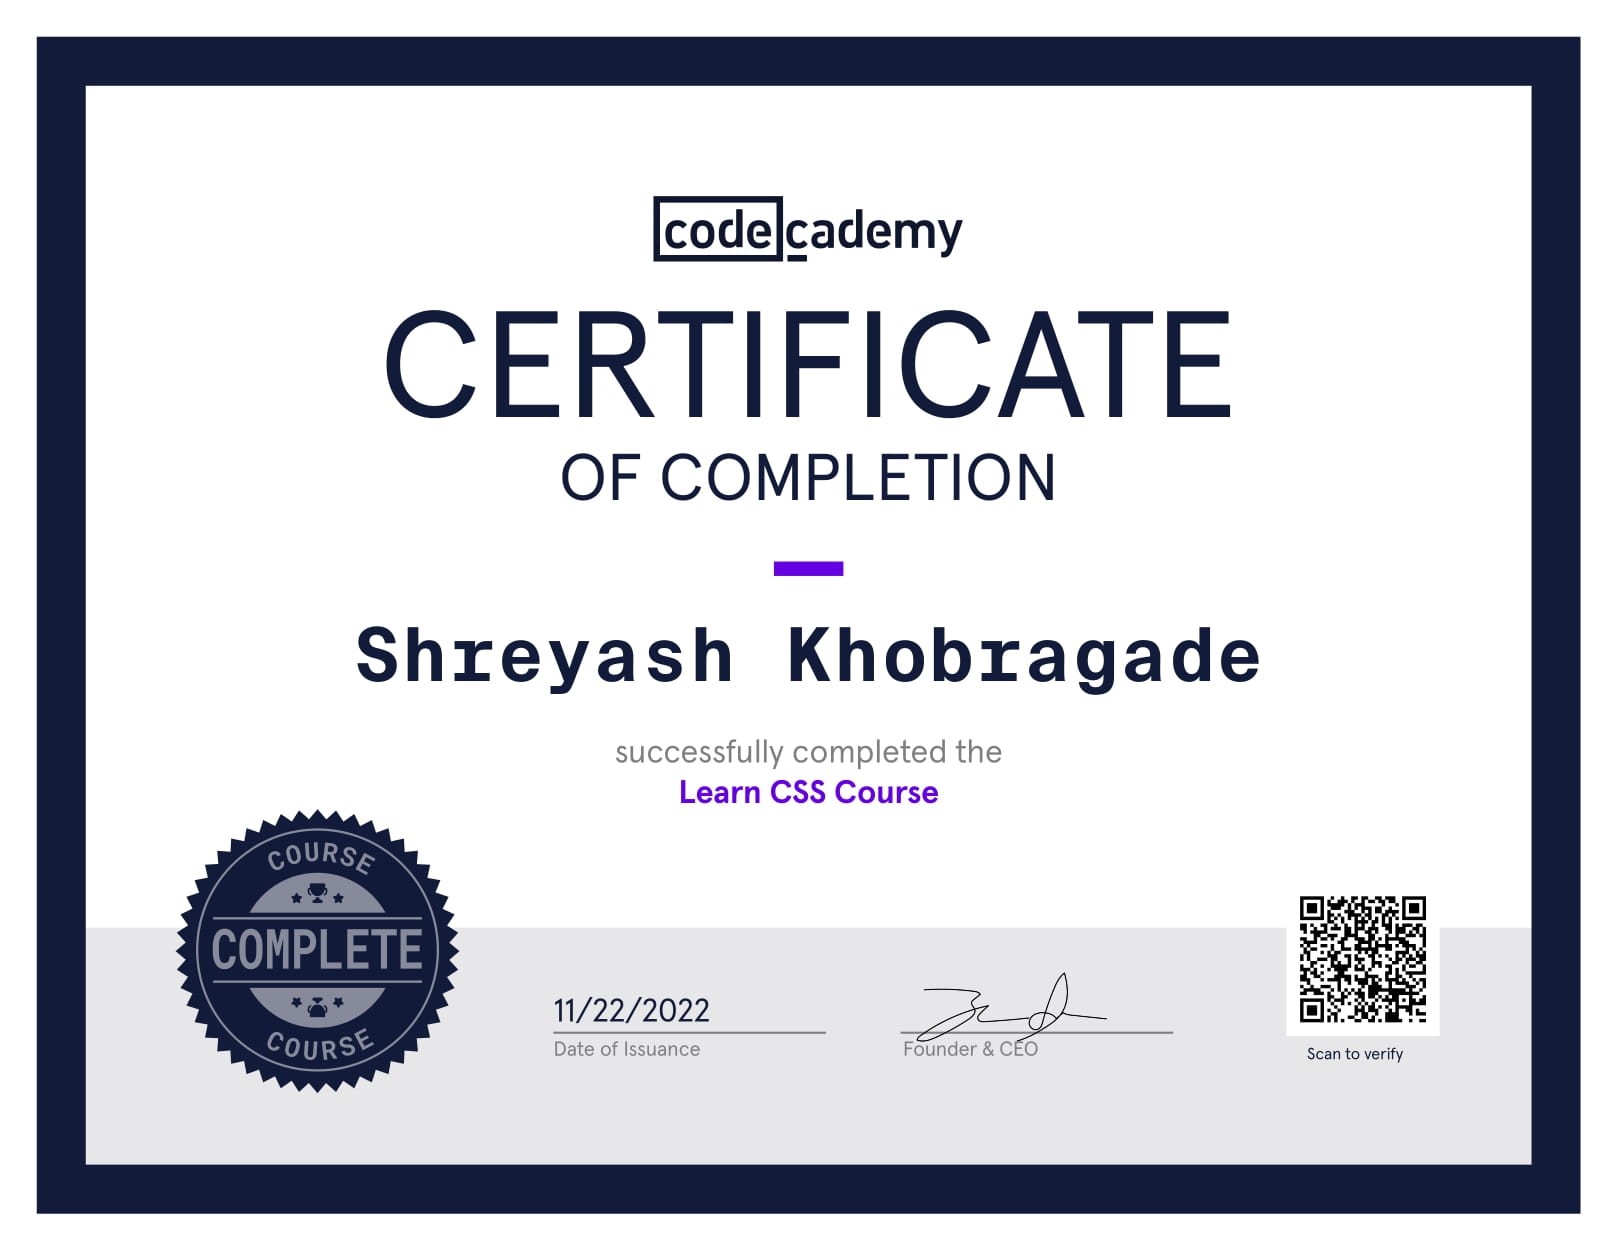 codecademy
CERTIFICATE
OF COMPLETION
Shreyash Khobragade
successfully completed the
Learn CSS Course
COURSE
COMPLETE
COURSE
11/22/2022
Date of Issuance
Founder & CEO
Scan to verify